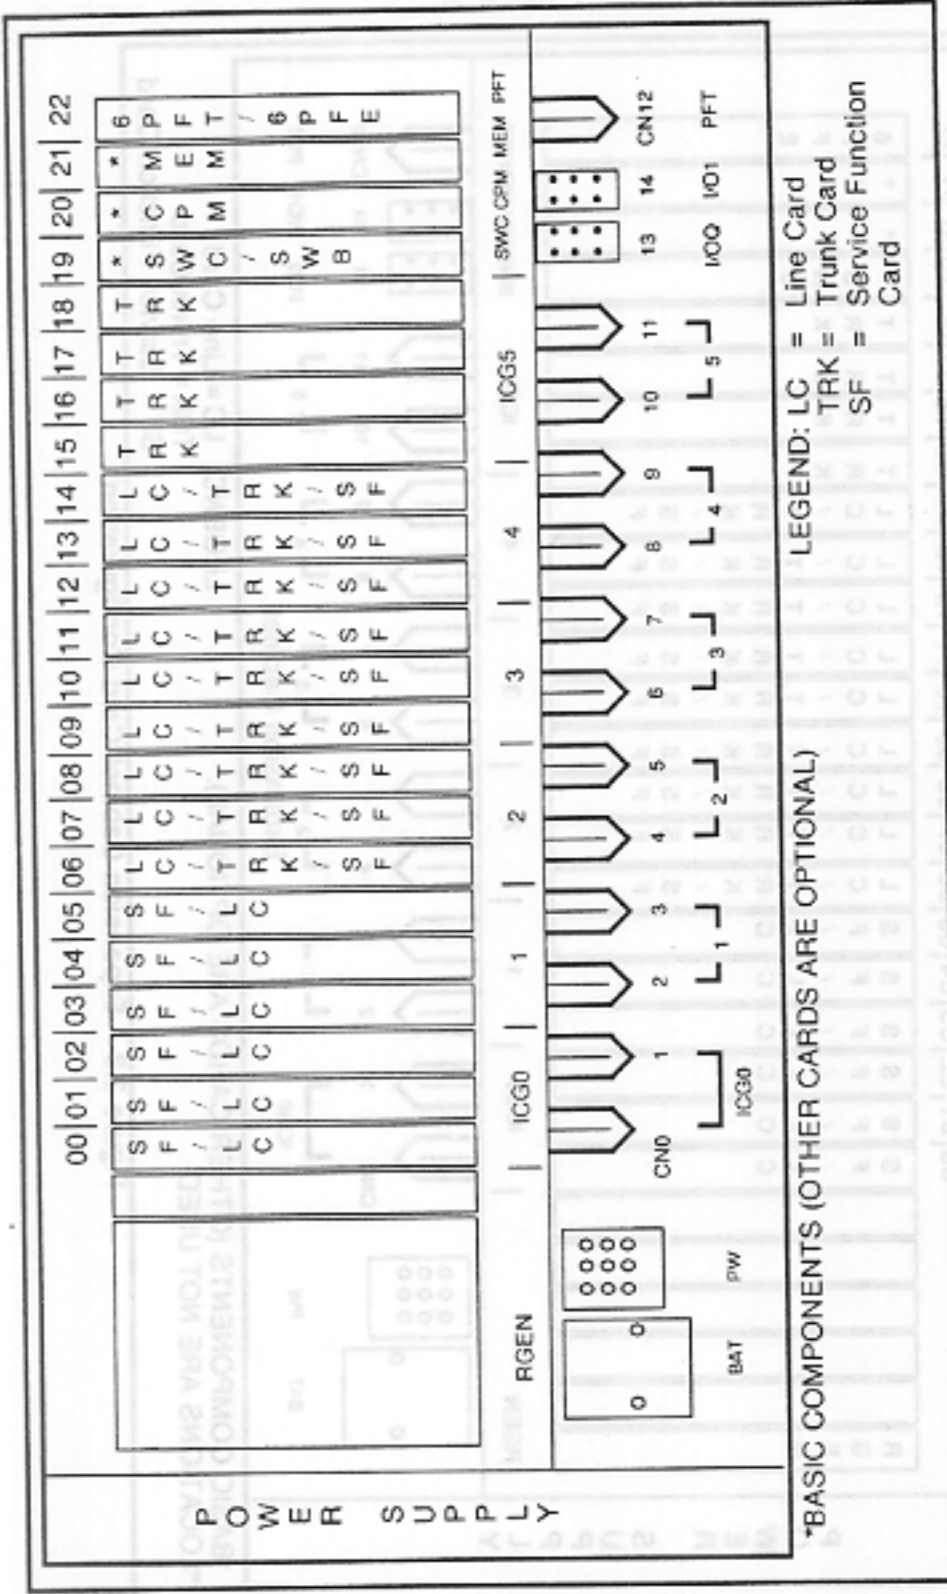 00 | 01 | 02 | 03 | 04 | 05 | 06 | 07 | 08 | 09 | 10 | 11 | 12 | 13 | 14 | 15 | 16 | 17 | 18 | 19 | 20 | 21 | 22
POWER SUPPLY
SF/LC
SF/LC
SF/LC
SF/LC
SF/LC
SF/LC
LC/TRK/SF
LC/TRK/SF
LC/TRK/SF
LC/TRK/SF
LC/TRK/SF
LC/TRK/SF
LC/TRK/SF
LC/TRK/SF
LC/TRK/SF
TRK
TRK
TRK
TRK
*SWC/SWB
*CPM
*MEM
6PFT/6PFE
RGEN | ICG0 | 1 | 2 | 3 | 4 | ICG5 | SWC CPM MEM PFT
CN0 1 2 3 4 5 6 7 8 9 10 11 13 14 CN12
BAT PW ICG0 1 2 3 4 5 I/OQ I/O1 PFT
*BASIC COMPONENTS (OTHER CARDS ARE OPTIONAL)
LEGEND: LC = Line Card
TRK = Trunk Card
SF = Service Function
Card